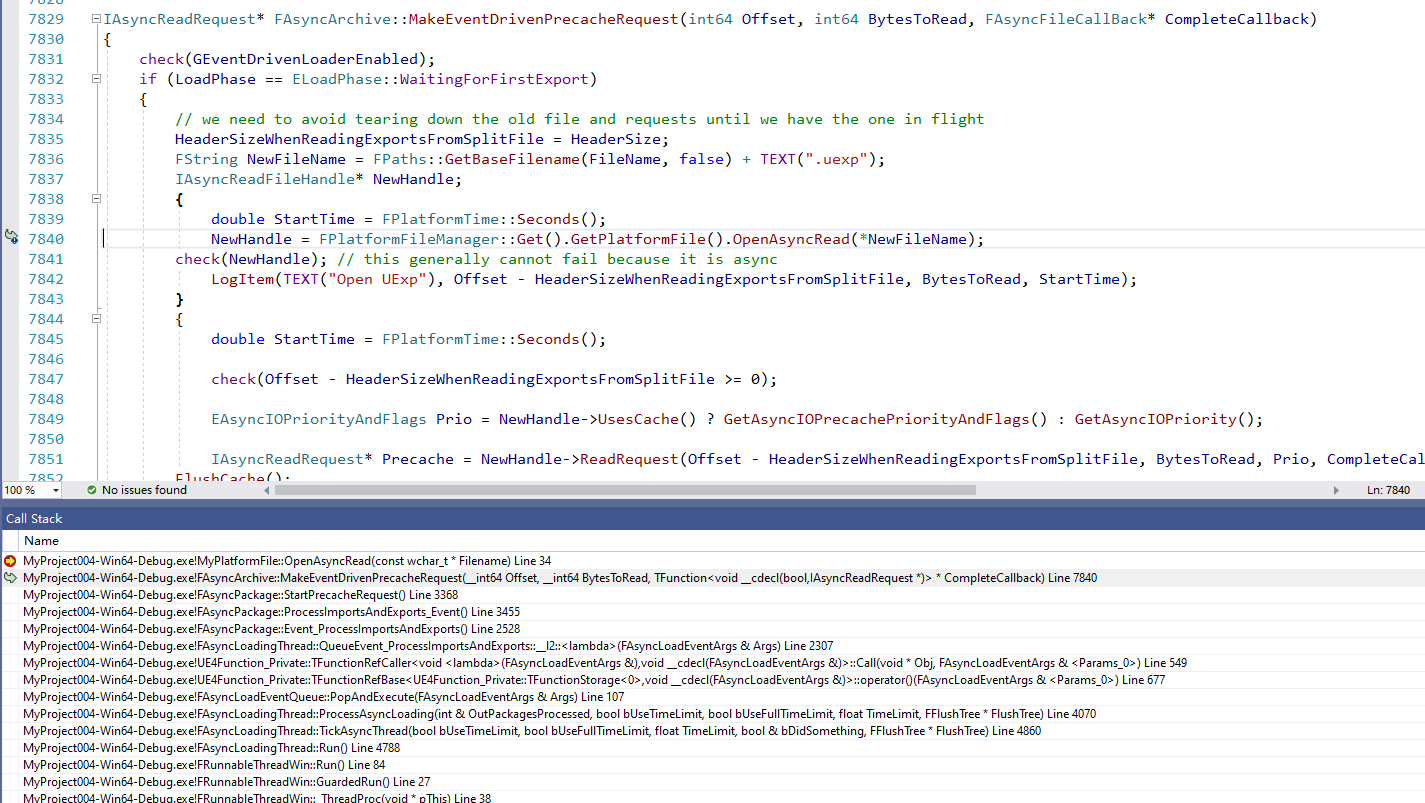 7829 IAsyncReadRequest* FAsyncArchive::MakeEventDrivenPrecacheRequest(int64 Offset, int64 BytesToRead, FAsyncFileCallBack* CompleteCallback)
7830 {
7831 check(GEventDrivenLoaderEnabled);
7832 if (LoadPhase == ELoadPhase::WaitingForFirstExport)
7833 {
7834 // we need to avoid tearing down the old file and requests until we have the one in flight
7835 HeaderSizeWhenReadingExportsFromSplitFile = HeaderSize;
7836 FString NewFileName = FPaths::GetBaseFilename(FileName, false) + TEXT(".uexp");
7837 IAsyncReadFileHandle* NewHandle;
7838 {
7839 double StartTime = FPlatformTime::Seconds();
7840 NewHandle = FPlatformFileManager::Get().GetPlatformFile().OpenAsyncRead(*NewFileName);
7841 check(NewHandle); // this generally cannot fail because it is async
7842 LogItem(TEXT("Open UExp"), Offset - HeaderSizeWhenReadingExportsFromSplitFile, BytesToRead, StartTime);
7843 }
7844 {
7845 double StartTime = FPlatformTime::Seconds();
7846
7847 check(Offset - HeaderSizeWhenReadingExportsFromSplitFile >= 0);
7848
7849 EAsyncIOPriorityAndFlags Prio = NewHandle->UsesCache() ? GetAsyncIOPrecachePriorityAndFlags() : GetAsyncIOPriority();
7850
7851 IAsyncReadRequest* Precache = NewHandle->ReadRequest(Offset - HeaderSizeWhenReadingExportsFromSplitFile, BytesToRead, Prio, CompleteCal
7852 FlushCache();
100 % No issues found Ln: 7840
Call Stack
Name
MyProject004-Win64-Debug.exe!MyPlatformFile::OpenAsyncRead(const wchar_t * Filename) Line 34
MyProject004-Win64-Debug.exe!FAsyncArchive::MakeEventDrivenPrecacheRequest(__int64 Offset, __int64 BytesToRead, TFunction<void __cdecl(bool,IAsyncReadRequest *)> * CompleteCallback) Line 7840
MyProject004-Win64-Debug.exe!FAsyncPackage::StartPrecacheRequest() Line 3368
MyProject004-Win64-Debug.exe!FAsyncPackage::ProcessImportsAndExports_Event() Line 3455
MyProject004-Win64-Debug.exe!FAsyncPackage::Event_ProcessImportsAndExports() Line 2528
MyProject004-Win64-Debug.exe!FAsyncLoadingThread::QueueEvent_ProcessImportsAndExports::__l2::<lambda>(FAsyncLoadEventArgs & Args) Line 2307
MyProject004-Win64-Debug.exe!UE4Function_Private::TFunctionRefCaller<void <lambda>(FAsyncLoadEventArgs &),void __cdecl(FAsyncLoadEventArgs &)>::Call(void * Obj, FAsyncLoadEventArgs & <Params_0>) Line 549
MyProject004-Win64-Debug.exe!UE4Function_Private::TFunctionRefBase<UE4Function_Private::TFunctionStorage<0>,void __cdecl(FAsyncLoadEventArgs &)>::operator()(FAsyncLoadEventArgs & <Params_0>) Line 677
MyProject004-Win64-Debug.exe!FAsyncLoadEventQueue::PopAndExecute(FAsyncLoadEventArgs & Args) Line 107
MyProject004-Win64-Debug.exe!FAsyncLoadingThread::ProcessAsyncLoading(int & OutPackagesProcessed, bool bUseTimeLimit, bool bUseFullTimeLimit, float TimeLimit, FFlushTree * FlushTree) Line 4070
MyProject004-Win64-Debug.exe!FAsyncLoadingThread::TickAsyncThread(bool bUseTimeLimit, bool bUseFullTimeLimit, float TimeLimit, bool & bDidSomething, FFlushTree * FlushTree) Line 4860
MyProject004-Win64-Debug.exe!FAsyncLoadingThread::Run() Line 4788
MyProject004-Win64-Debug.exe!FRunnableThreadWin::Run() Line 84
MyProject004-Win64-Debug.exe!FRunnableThreadWin::GuardedRun() Line 27
MyProject004-Win64-Debug.exe!FRunnableThreadWin::_ThreadProc(void * pThis) Line 38